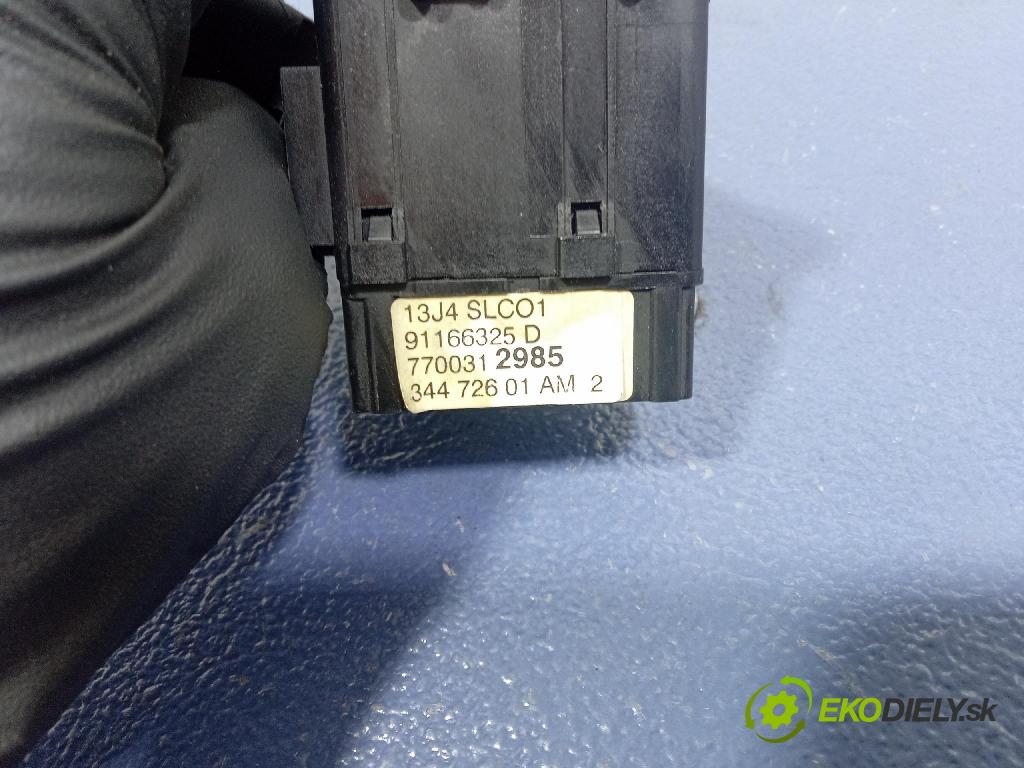 13J4 SLCO1
91166325 D
770031 2985
344 726 01 AM 2
EKODIELY.sk